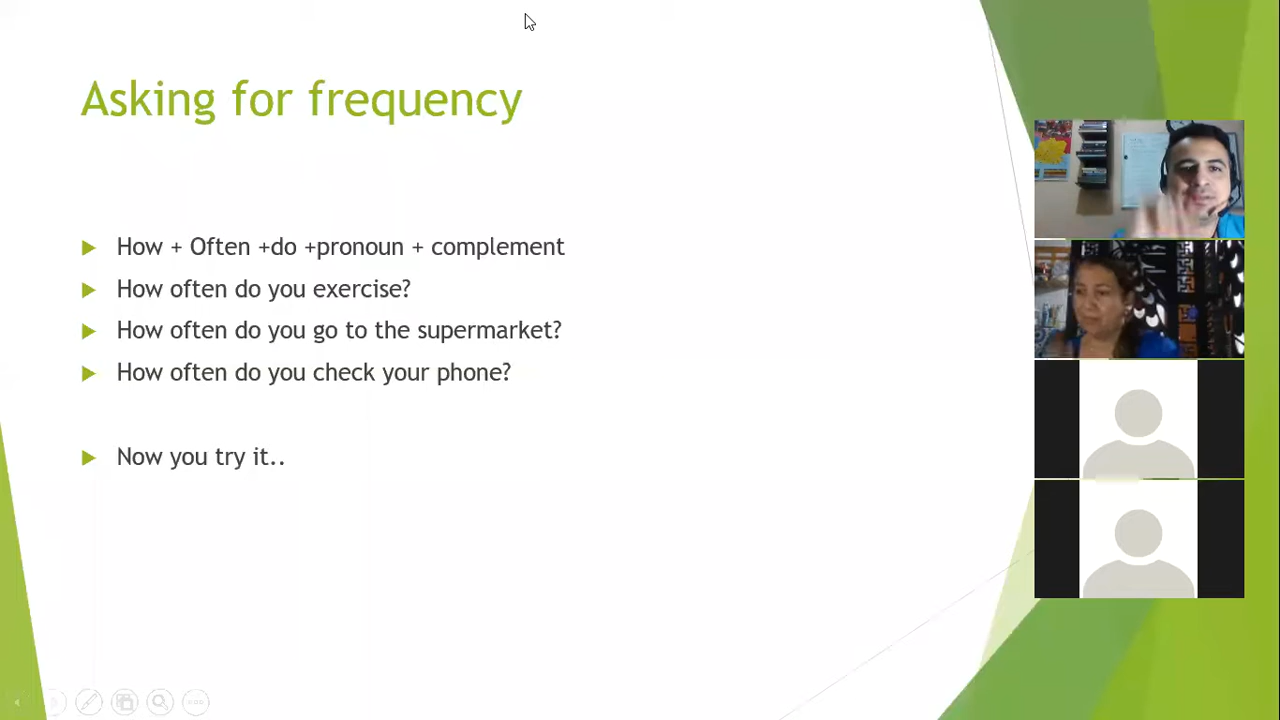 Asking for frequency
How + Often +do +pronoun + complement
How often do you exercise?
How often do you go to the supermarket?
How often do you check your phone?
Now you try it..